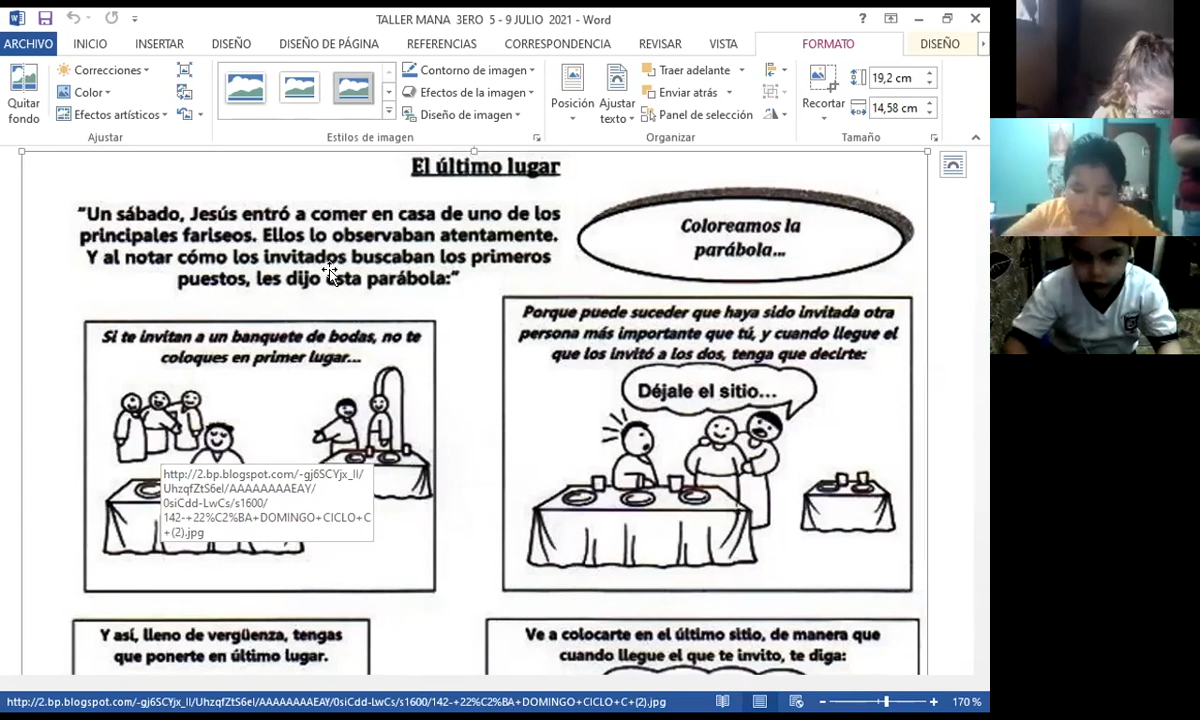 TALLER MANA 3ERO 5 - 9 JULIO 2021 - Word
ARCHIVO INICIO INSERTAR DISEÑO DISEÑO DE PÁGINA REFERENCIAS CORRESPONDENCIA REVISAR VISTA FORMATO DISEÑO
Quitar fondo
Correcciones
Color
Efectos artísticos
Ajustar
Contorno de imagen
Efectos de la imagen
Diseño de imagen
Estilos de imagen
Posición
Ajustar texto
Traer adelante
Enviar atrás
Panel de selección
Organizar
Recortar
19,2 cm
14,58 cm
Tamaño
El último lugar
"Un sábado, Jesús entró a comer en casa de uno de los
principales fariseos. Ellos lo observaban atentamente.
Y al notar cómo los invitados buscaban los primeros
puestos, les dijo esta parábola:"
Coloreamos la
parábola...
Si te invitan a un banquete de bodas, no te
coloques en primer lugar...
Porque puede suceder que haya sido invitada otra
persona más importante que tú, y cuando llegue el
que los invitó a los dos, tenga que decirte:
Déjale el sitio...
http://2.bp.blogspot.com/-gj6SCYjx_lI/
UhzqfZtS6eI/AAAAAAAAEAY/
0siCdd-LwCs/s1600/
142-+22%C2%BA+DOMINGO+CICLO+C
+(2).jpg
Y así, lleno de vergüenza, tengas
que ponerte en último lugar.
Ve a colocarte en el último sitio, de manera que
cuando llegue el que te invito, te diga:
http://2.bp.blogspot.com/-gj6SCYjx_lI/UhzqfZtS6eI/AAAAAAAAEAY/0siCdd-LwCs/s1600/142-+22%C2%BA+DOMINGO+CICLO+C+(2).jpg
170 %